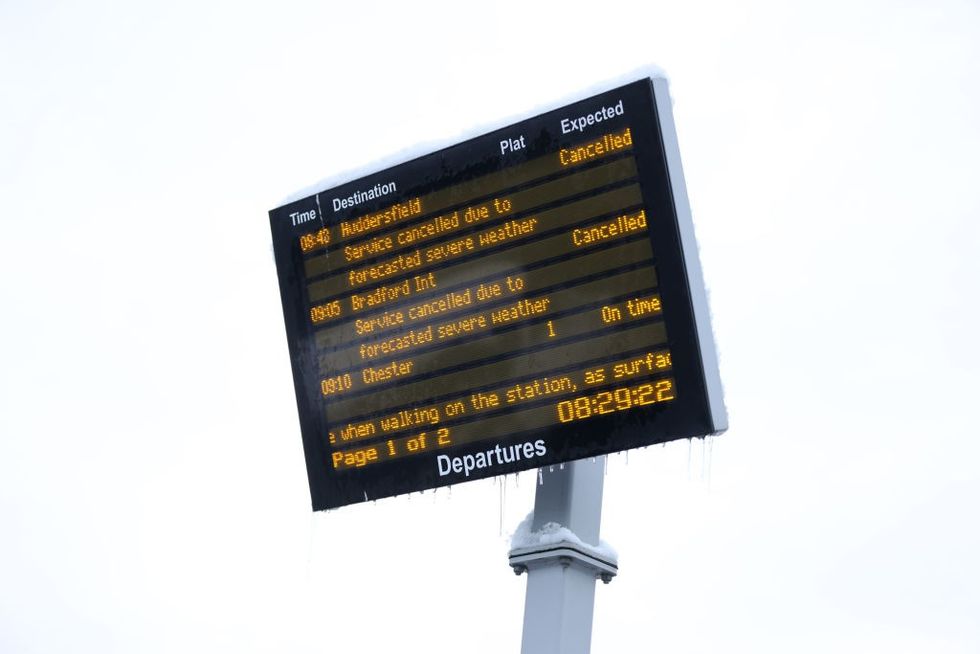 Time Destination Plat Expected
08:43 Huddersfield Cancelled
Service cancelled due to
forecasted severe weather
09:05 Bradford Int Cancelled
Service cancelled due to
forecasted severe weather
09:10 Chester 1 On time
e when walking on the station, as surfac
Page 1 of 2 08:29:22
Departures